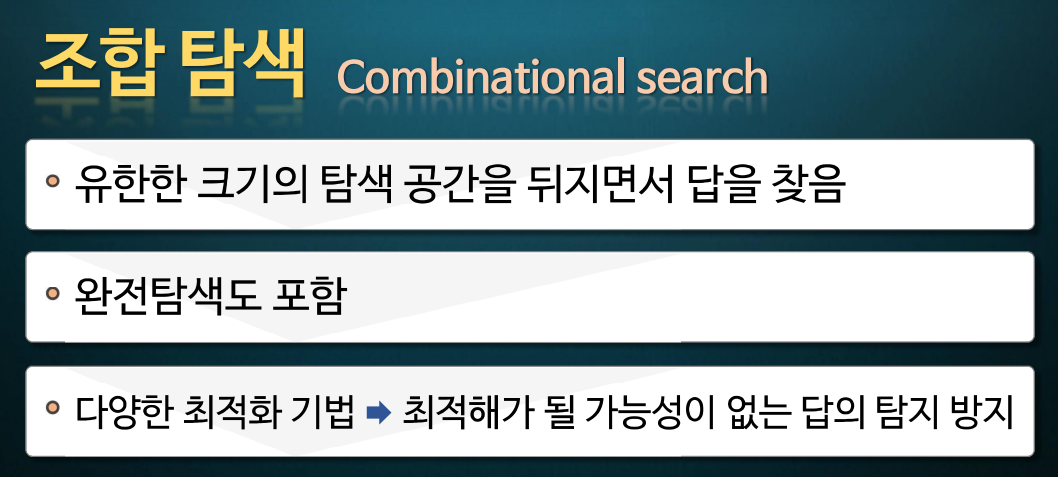 조합 탐색 Combinational search
유한한 크기의 탐색 공간을 뒤지면서 답을 찾음
완전탐색도 포함
다양한 최적화 기법 ➡ 최적해가 될 가능성이 없는 답의 탐지 방지